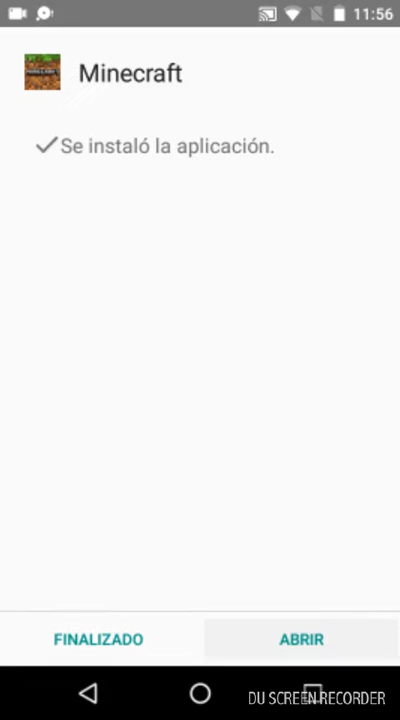 11:56
Minecraft
Se instaló la aplicación.
FINALIZADO
ABRIR
DU SCREEN RECORDER